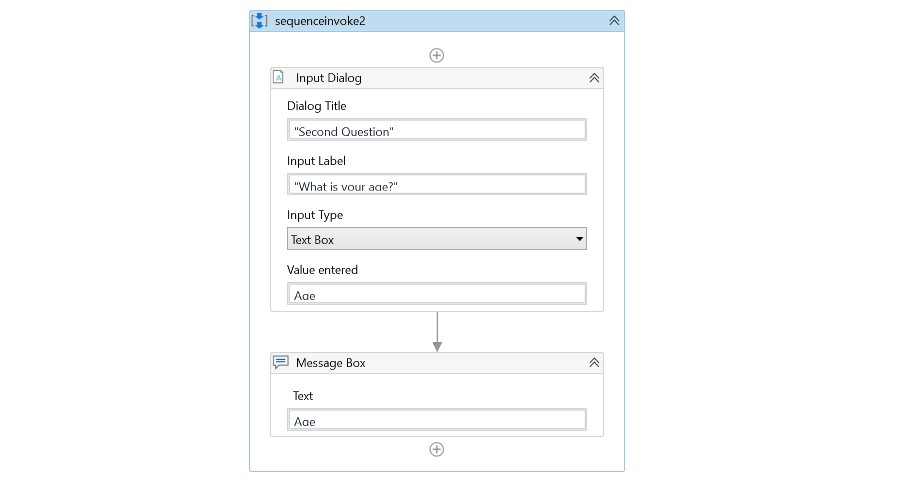 sequenceinvoke2
Input Dialog
Dialog Title
"Second Question"
Input Label
"What is your age?"
Input Type
Text Box
Value entered
Age
Message Box
Text
Age